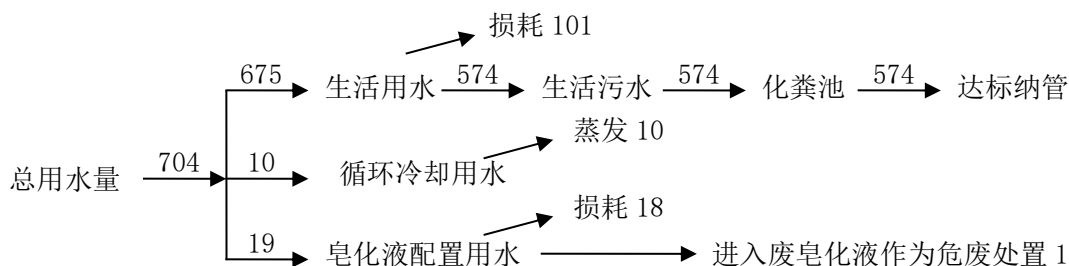 损耗 101
675 生活用水 574 生活污水 574 化粪池 574 达标纳管
蒸发 10
总用水量 704 10 循环冷却用水
损耗 18
19 皂化液配置用水 进入废皂化液作为危废处置 1